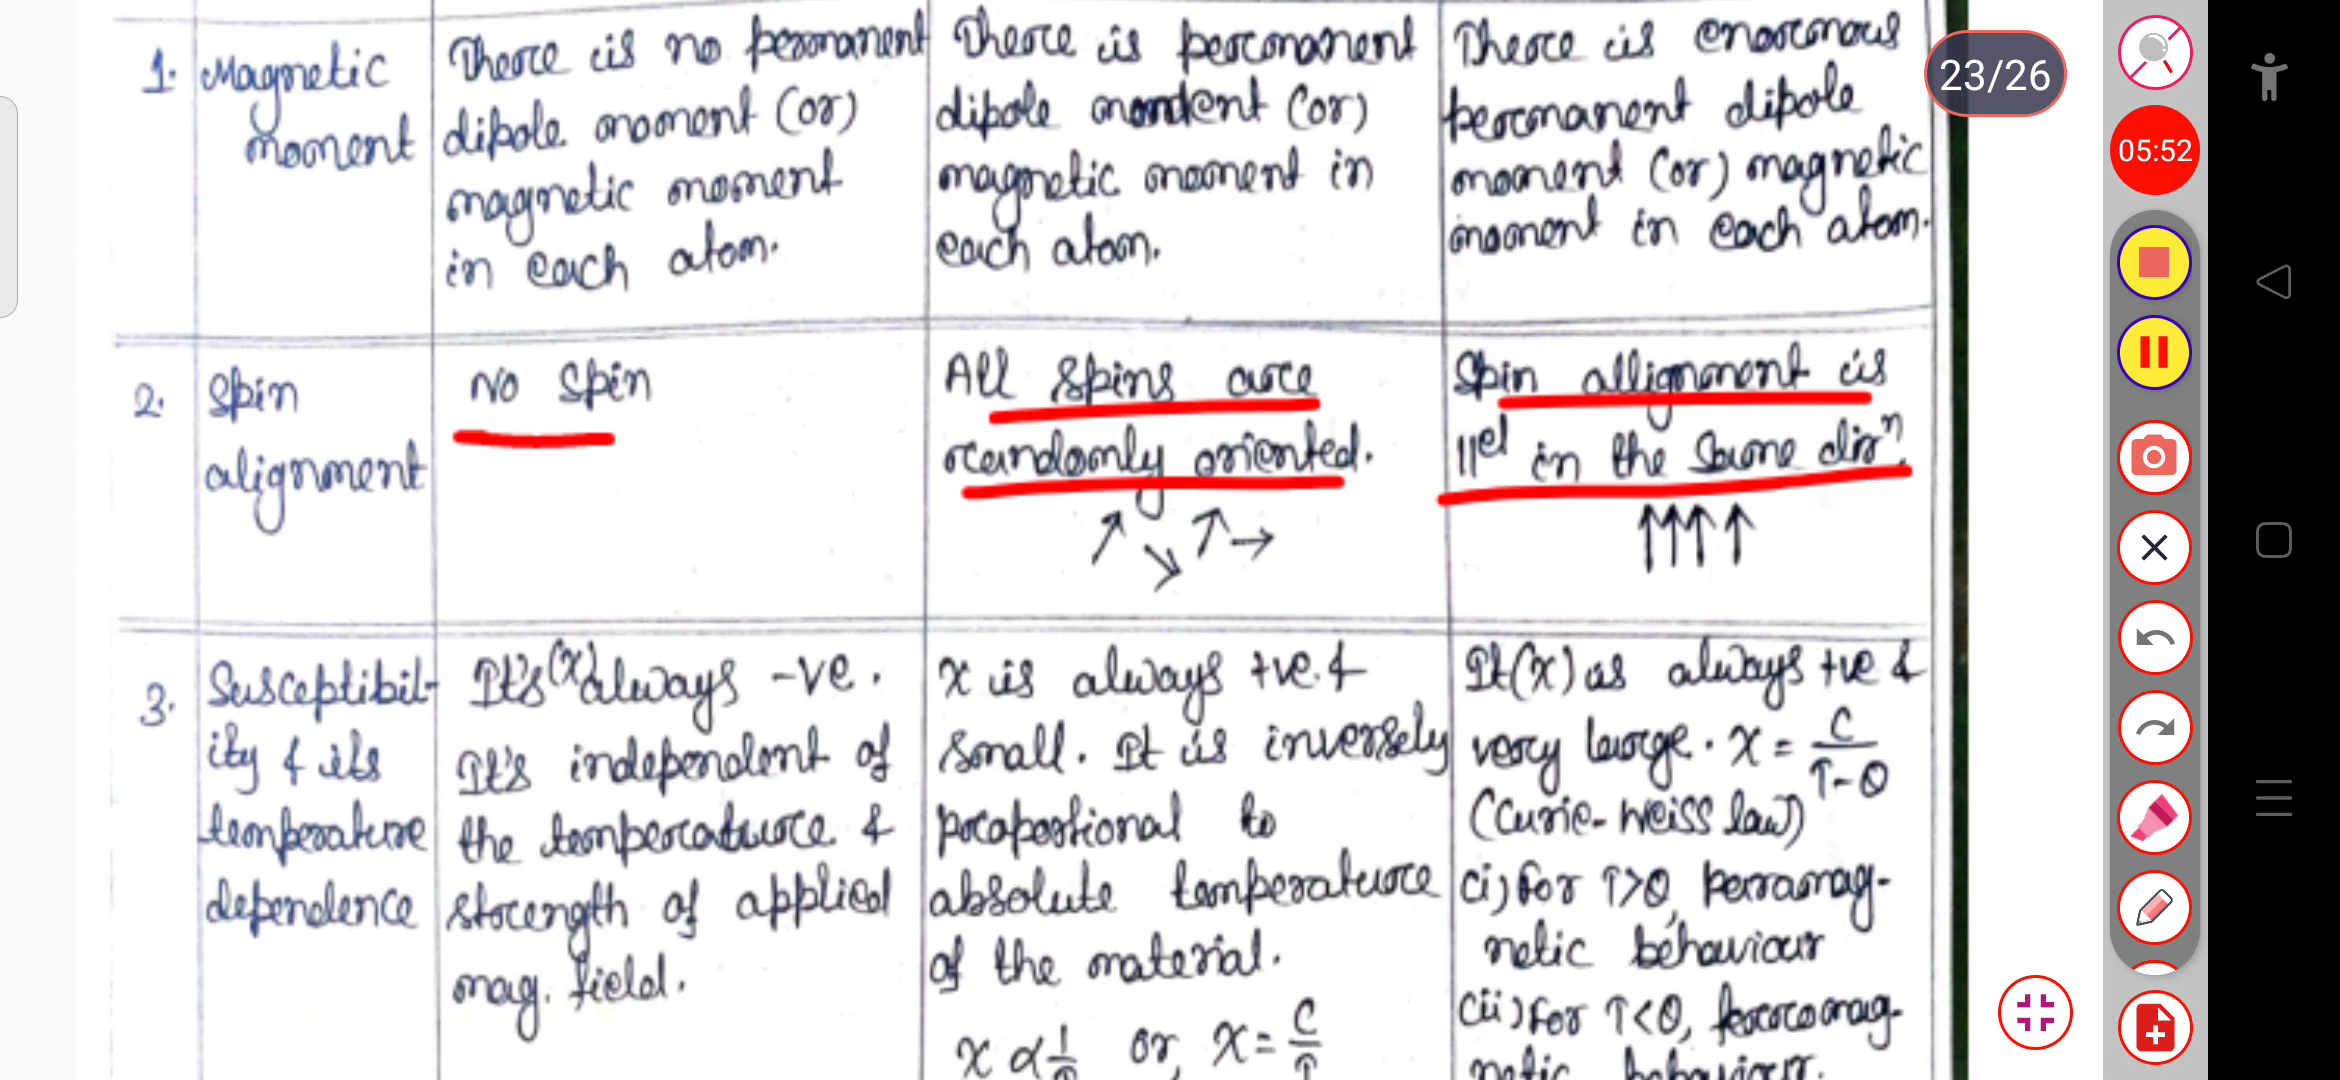 1. Magnetic
moment
There is no permanent
dipole moment (or)
magnetic moment
in each atom.
There is permanent
dipole moment (or)
magnetic moment in
each atom.
There is enormous
permanent dipole
moment (or) magnetic
moment in each atom.
2. Spin
alignment
No spin
All spins are
randomly oriented.
↗ ↘ ↗ →
Spin allignment is
llel in the same dirⁿ.
↑↑↑↑
3. Susceptibil-
ity & its
temperature
dependence
It's (χ) always -ve.
It's independent of
the temperature &
strength of applied
mag. field.
χ is always +ve &
small. It is inversely
propostional to
absolute temperature
of the material.
χ ∝ 1/T or, χ = C/T
It (χ) is always +ve &
very large. χ = C/T-θ
(Curie-Weiss law)
(i) for T>θ, Perramag-
netic behaviour
(ii) for T<θ, ferromag-
netic behaviour.
23/26
05:52